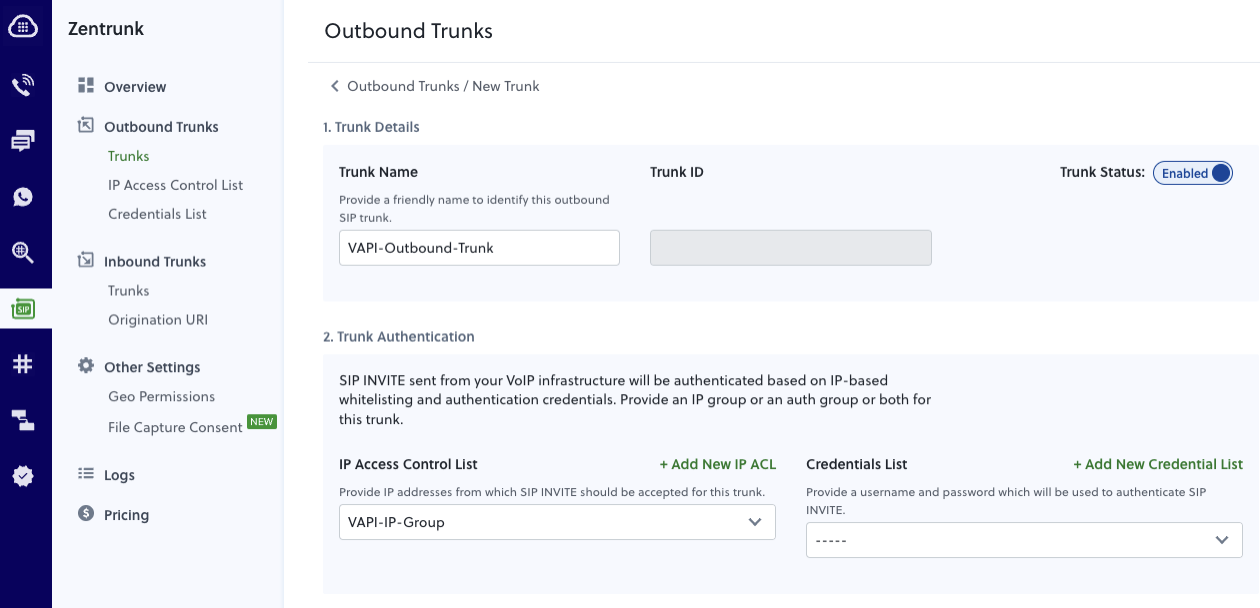 Zentrunk
Overview
Outbound Trunks
Trunks
IP Access Control List
Credentials List
Inbound Trunks
Trunks
Origination URI
Other Settings
Geo Permissions
File Capture Consent NEW
Logs
Pricing
SIP
Outbound Trunks
Outbound Trunks / New Trunk
1. Trunk Details
Trunk Name
Provide a friendly name to identify this outbound
SIP trunk.
VAPI-Outbound-Trunk
Trunk ID
Trunk Status: Enabled
2. Trunk Authentication
SIP INVITE sent from your VoIP infrastructure will be authenticated based on IP-based
whitelisting and authentication credentials. Provide an IP group or an auth group or both for
this trunk.
IP Access Control List + Add New IP ACL
Provide IP addresses from which SIP INVITE should be accepted for this trunk.
VAPI-IP-Group
Credentials List + Add New Credential List
Provide a username and password which will be used to authenticate SIP
INVITE.
-----